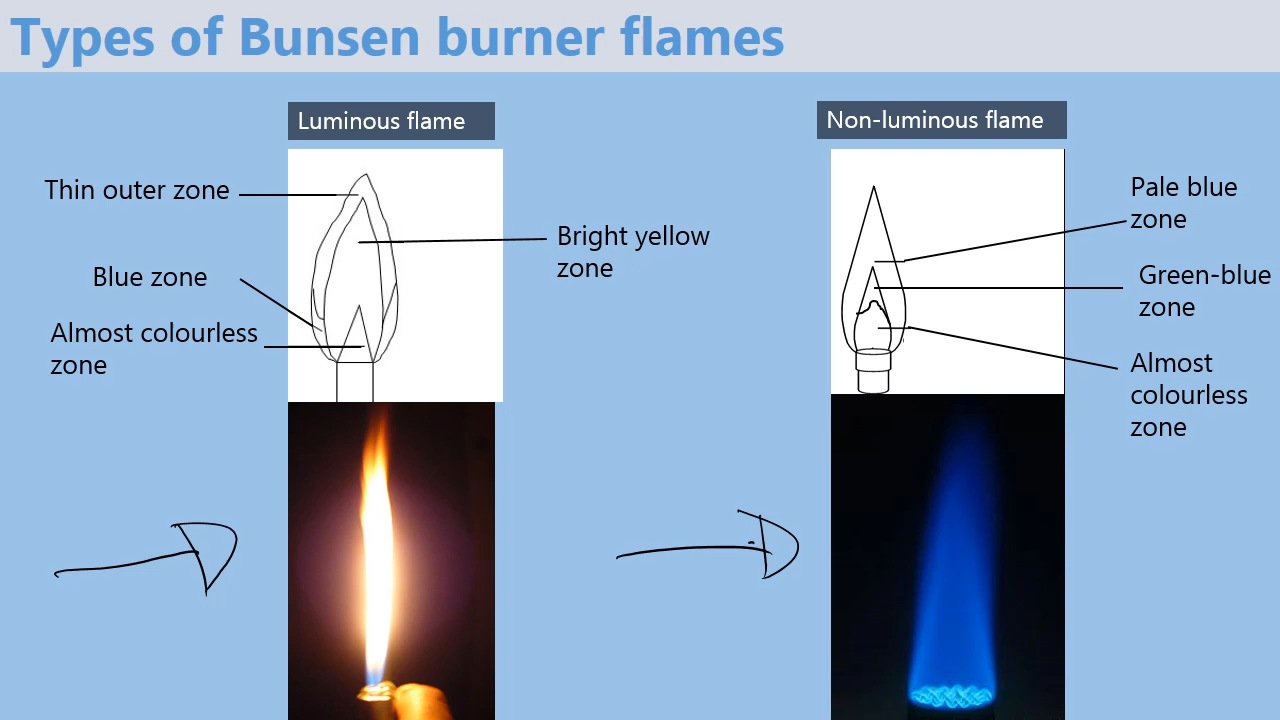 Types of Bunsen burner flames
Luminous flame
Thin outer zone
Bright yellow
zone
Blue zone
Almost colourless
zone
Non-luminous flame
Pale blue
zone
Green-blue
zone
Almost
colourless
zone